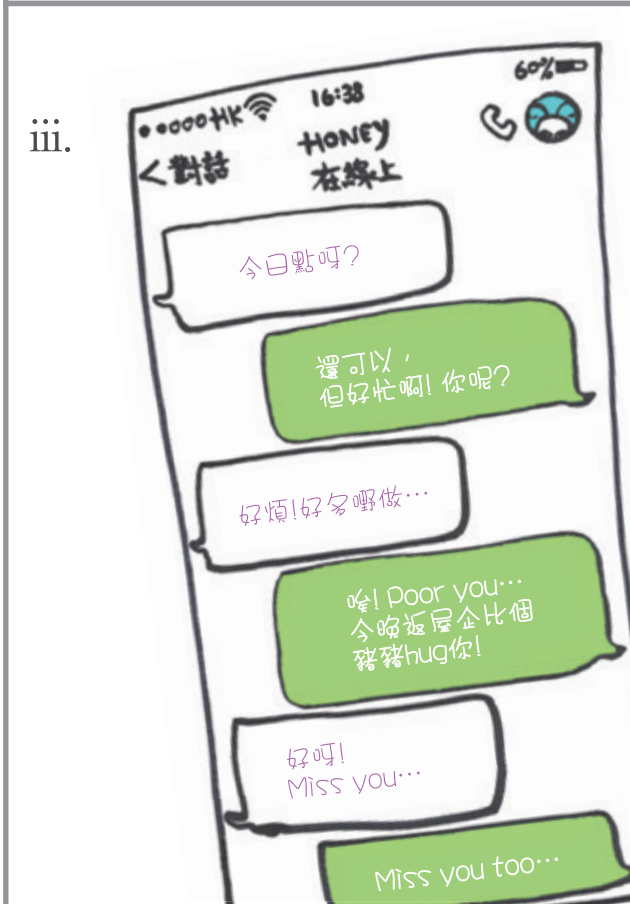 iii.
HK 16:38 60%
<對話 HONEY
在線上
今日點呀?
還可以，
但好忙啊! 你呢?
好煩!好多嘢做…
唉! Poor you…
今晚返屋企比個
豬豬hug你!
好呀!
Miss you…
Miss you too…